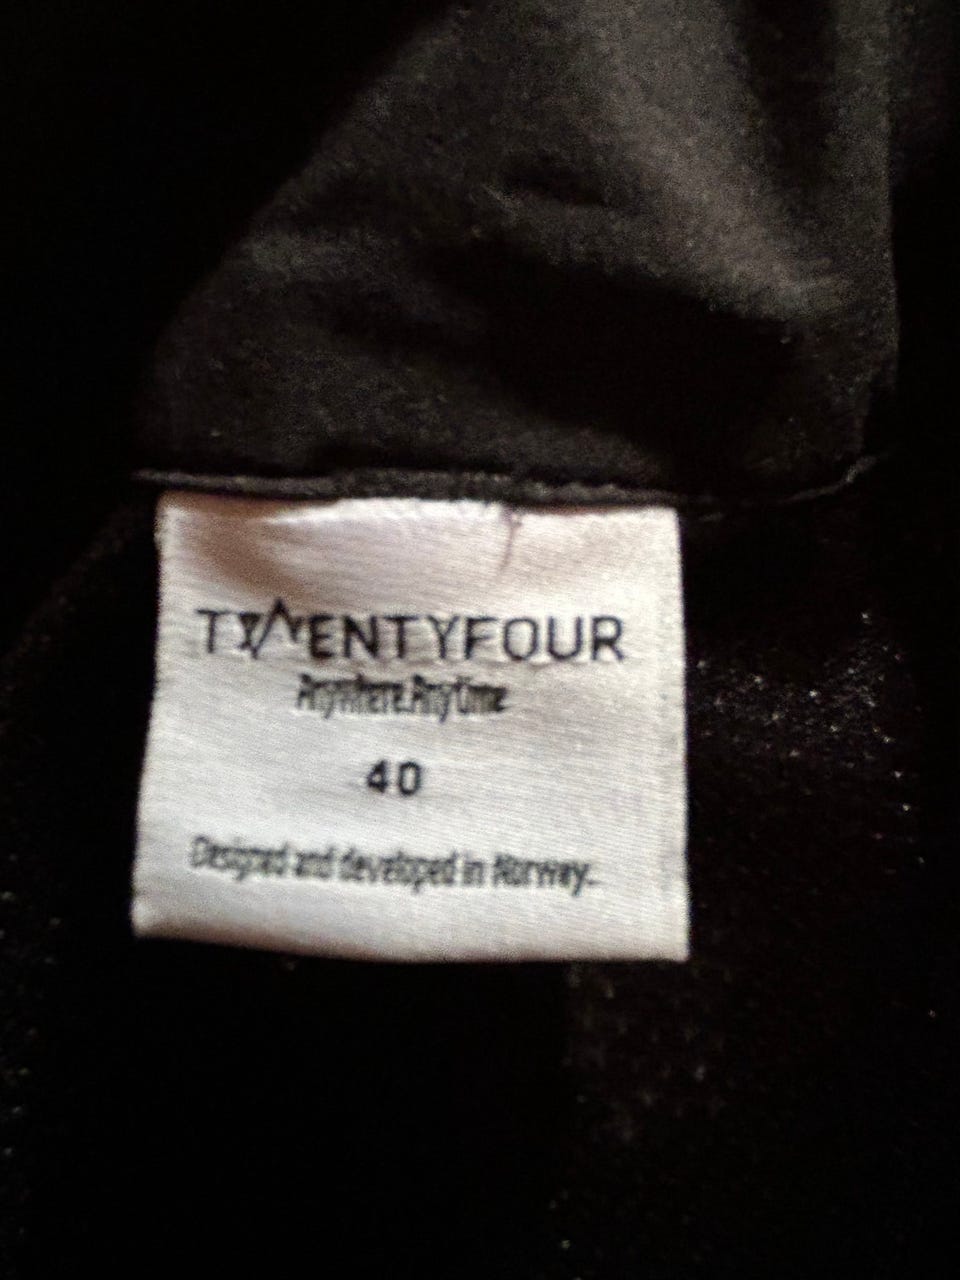 TWENTYFOUR
Anywhere.Anytime
40
Designed and developed in Norway.